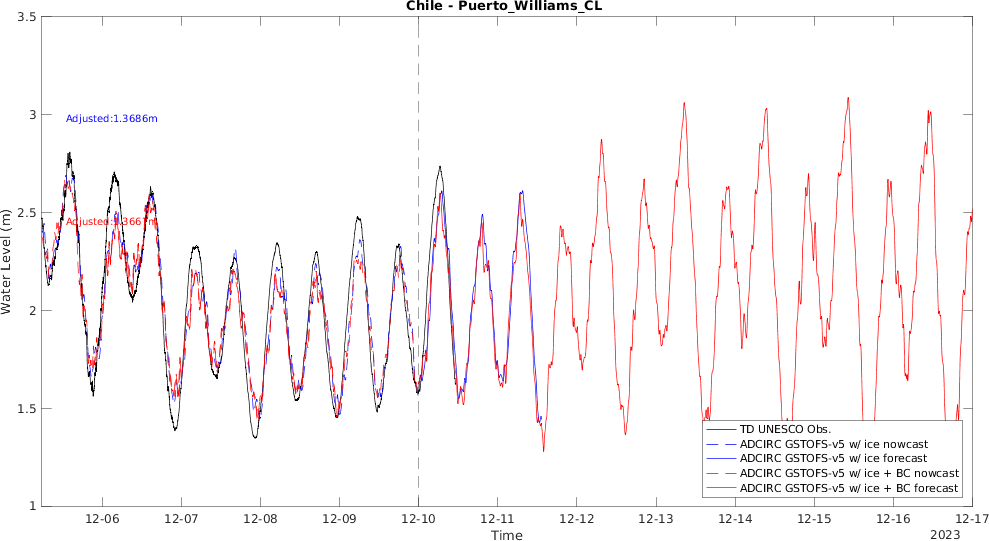 Chile - Puerto_Williams_CL
3.5
3
2.5
2
1.5
1
Water Level (m)
Adjusted:1.3686m
Adjusted:1.3667m
TD UNESCO Obs.
ADCIRC GSTOFS-v5 w/ ice nowcast
ADCIRC GSTOFS-v5 w/ ice forecast
ADCIRC GSTOFS-v5 w/ ice + BC nowcast
ADCIRC GSTOFS-v5 w/ ice + BC forecast
12-06 12-07 12-08 12-09 12-10 12-11 12-12 12-13 12-14 12-15 12-16 12-17
Time
2023